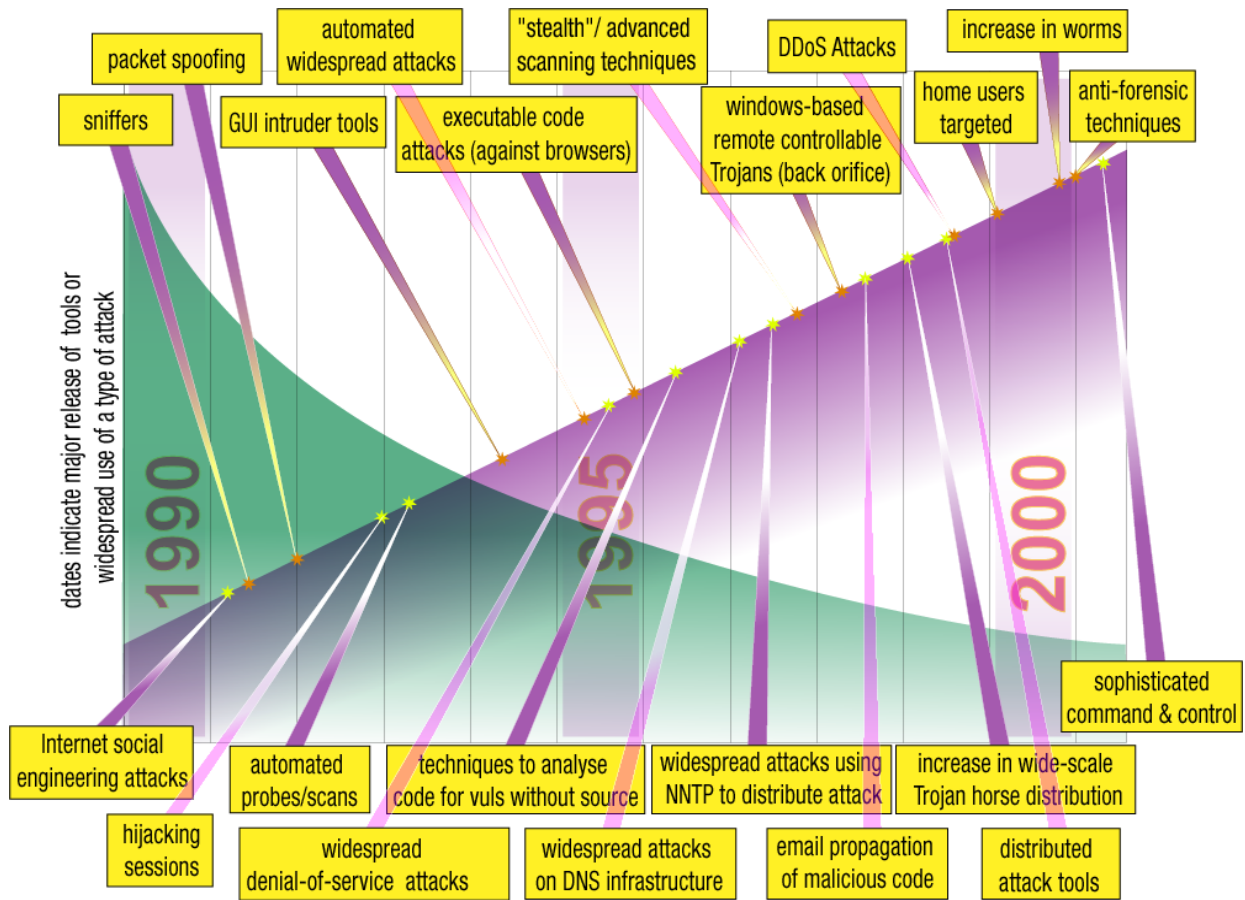 packet spoofing
automated
widespread attacks
"stealth"/ advanced
scanning techniques
DDoS Attacks
increase in worms
sniffers
GUI intruder tools
executable code
attacks (against browsers)
windows-based
remote controllable
Trojans (back orifice)
home users
targeted
anti-forensic
techniques
dates indicate major release of tools or
widespread use of a type of attack
1990
1995
2000
Internet social
engineering attacks
automated
probes/scans
techniques to analyse
code for vuls without source
widespread attacks using
NNTP to distribute attack
increase in wide-scale
Trojan horse distribution
sophisticated
command & control
hijacking
sessions
widespread
denial-of-service attacks
widespread attacks
on DNS infrastructure
email propagation
of malicious code
distributed
attack tools